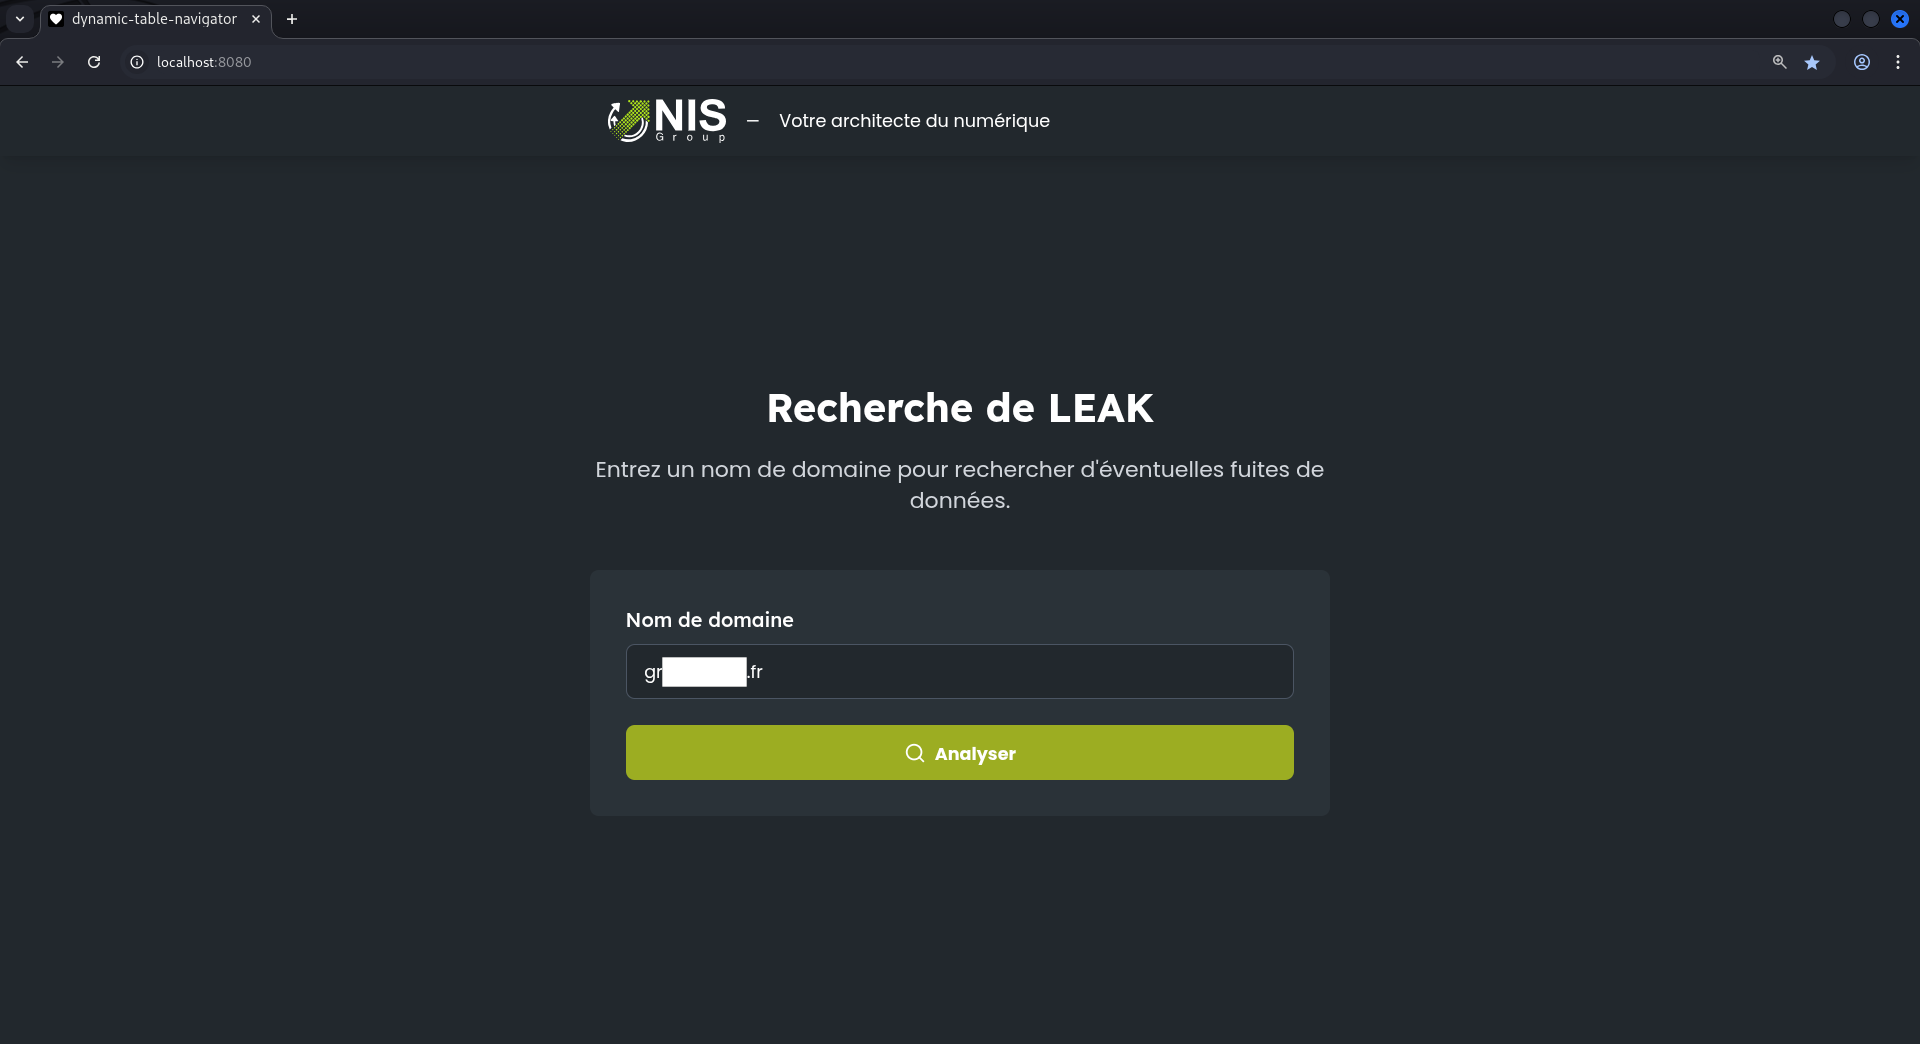 dynamic-table-navigator
localhost:8080
NIS
Group
– Votre architecte du numérique
Recherche de LEAK
Entrez un nom de domaine pour rechercher d'éventuelles fuites de
données.
Nom de domaine
gr .fr
Analyser